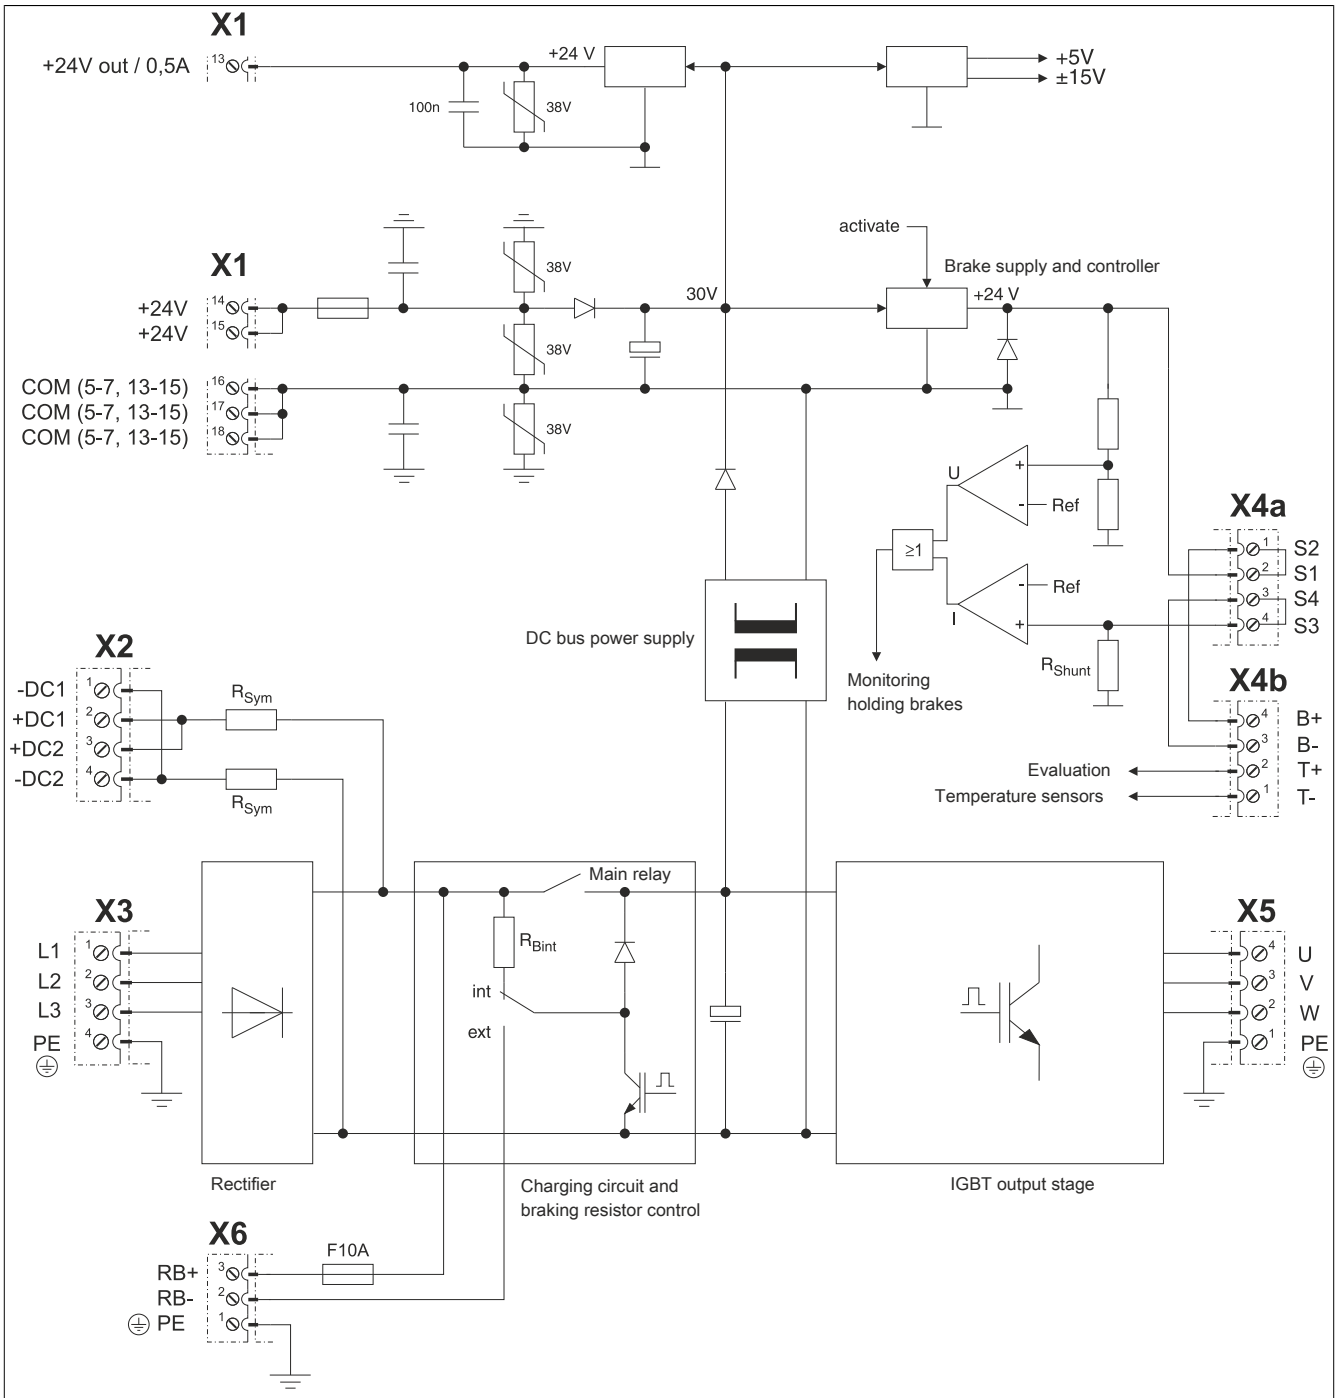 X1
+24V out / 0,5A
13
+24 V
+5V
±15V
100n
38V
activate
X1
38V
Brake supply and controller
+24V
14
30V
+24 V
+24V
15
38V
COM (5-7, 13-15)
16
COM (5-7, 13-15)
17
COM (5-7, 13-15)
18
38V
U
+
-
Ref
X4a
≥1
1
S2
2
S1
-
Ref
3
S4
I
+
4
S3
DC bus power supply
RShunt
X2
Monitoring
holding brakes
X4b
-DC1
1
RSym
+DC1
2
4
B+
+DC2
3
3
B-
-DC2
4
RSym
Evaluation
2
T+
Temperature sensors
1
T-
Main relay
X3
X5
L1
1
RBint
4
U
L2
2
int
3
V
L3
3
ext
2
W
PE
4
1
PE
Rectifier
Charging circuit and
braking resistor control
IGBT output stage
X6
F10A
RB+
3
RB-
2
PE
1